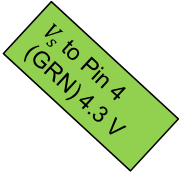 Vs to Pin 4
(GRN) 4.3 V